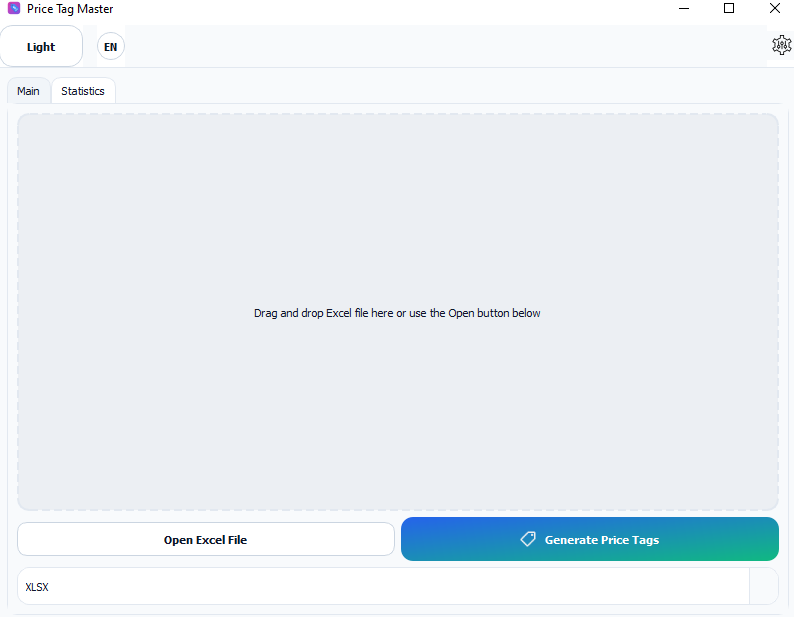 Price Tag Master
Light
EN
Main
Statistics
Drag and drop Excel file here or use the Open button below
Open Excel File
Generate Price Tags
XLSX